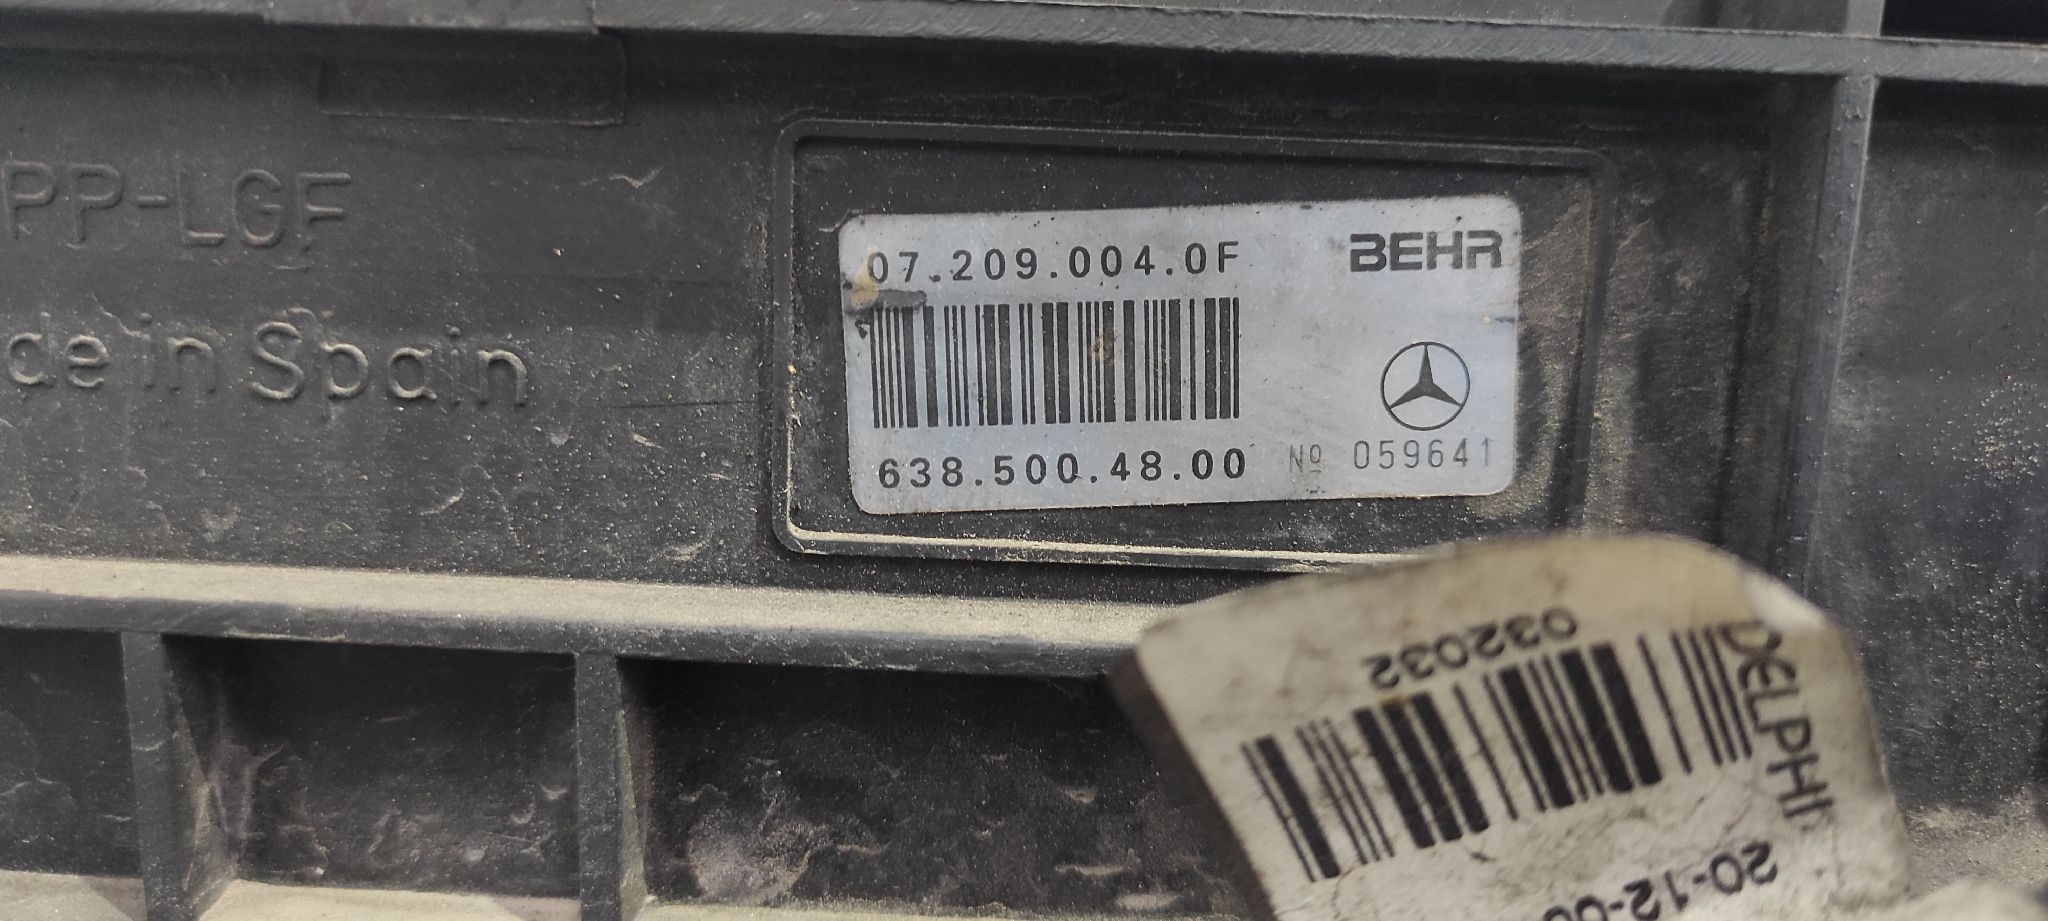 PP-LGF
de in Spain
07.209.004.0F
BEHR
638.500.48.00
Nº 059641
032032
DELPHI
20-12-00